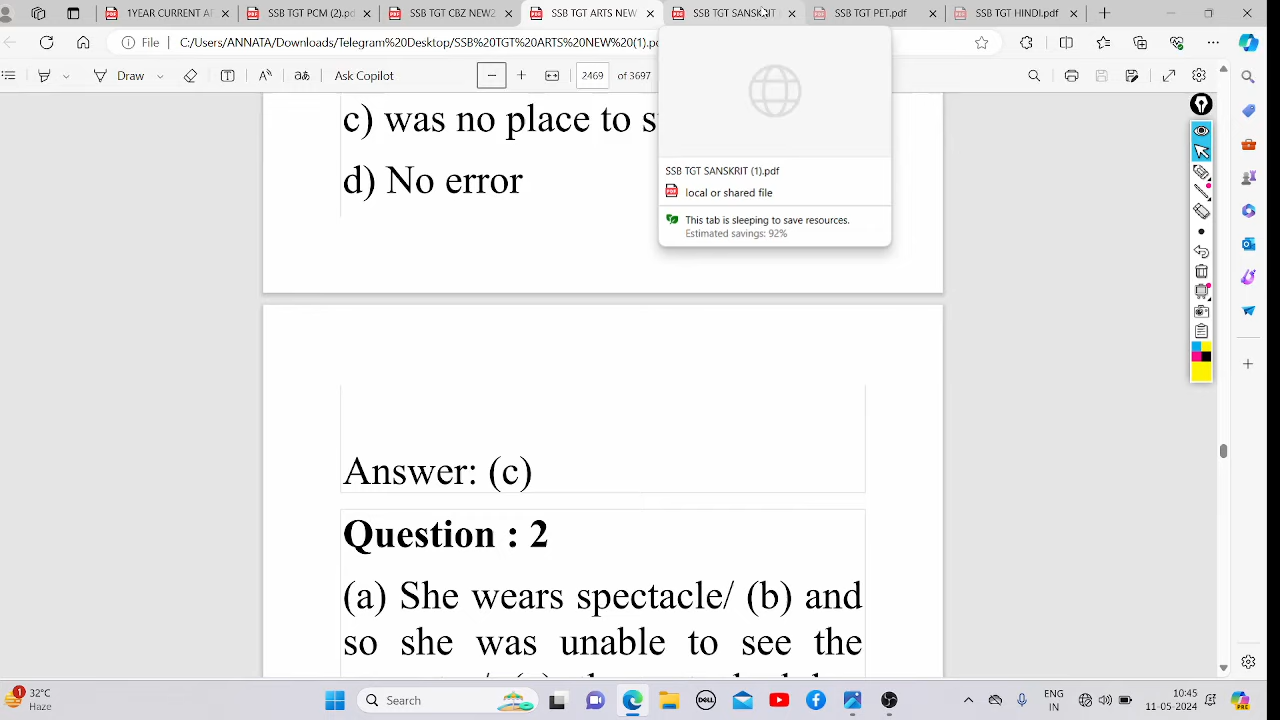 1YEAR CURRENT AF
SSB TGT PCM (2).pdf
SSB TGT CBZ NEW2
SSB TGT ARTS NEW
SSB TGT SANSKRIT
SSB TGT PET.pdf
SSB TGT HINDI.pdf
File
C:/Users/ANNATA/Downloads/Telegram%20Desktop/SSB%20TGT%20ARTS%20NEW%20(1).pd
Draw
Ask Copilot
2469 of 3697
SSB TGT SANSKRIT (1).pdf
local or shared file
This tab is sleeping to save resources.
Estimated savings: 92%
c) was no place to s
d) No error
Answer: (c)
Question : 2
(a) She wears spectacle/ (b) and
so she was unable to see the
1
32°C
Haze
Search
DELL
ENG
IN
10:45
11-05-2024
PRE